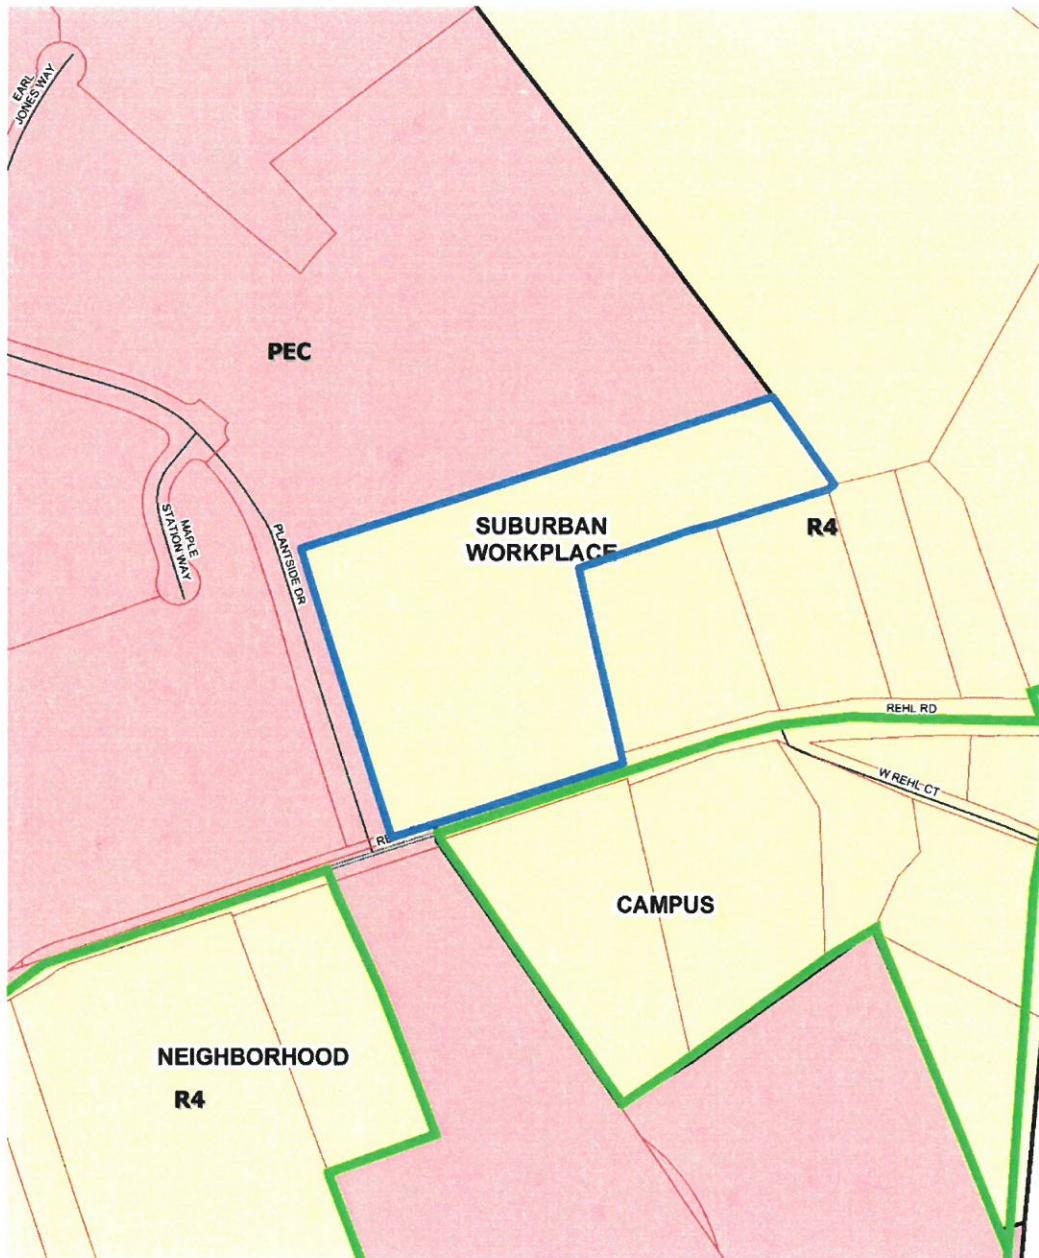 EARL
JONES WAY
PEC
MAPLE
STATION WAY
PLANTSIDE DR
SUBURBAN
WORKPLACE
R4
REHL RD
W REHL CT
CAMPUS
NEIGHBORHOOD
R4